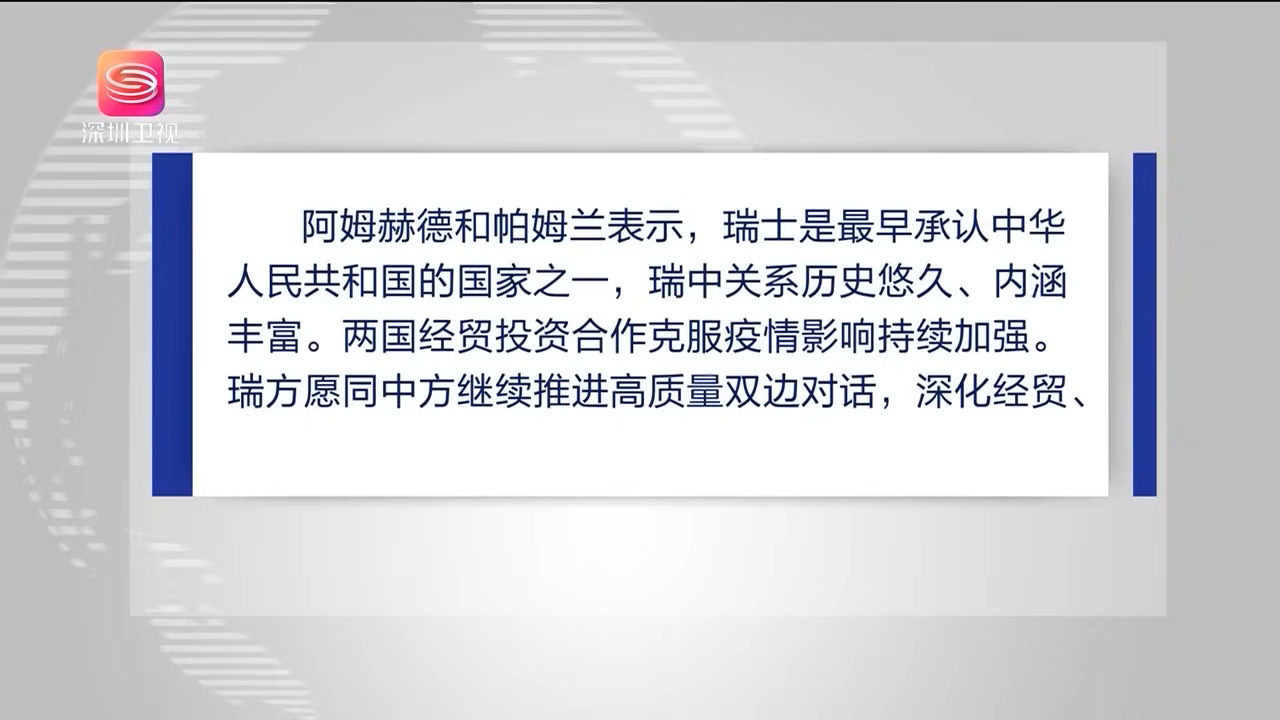 深圳卫视
阿姆赫德和帕姆兰表示，瑞士是最早承认中华
人民共和国的国家之一，瑞中关系历史悠久、内涵
丰富。两国经贸投资合作克服疫情影响持续加强。
瑞方愿同中方继续推进高质量双边对话，深化经贸、